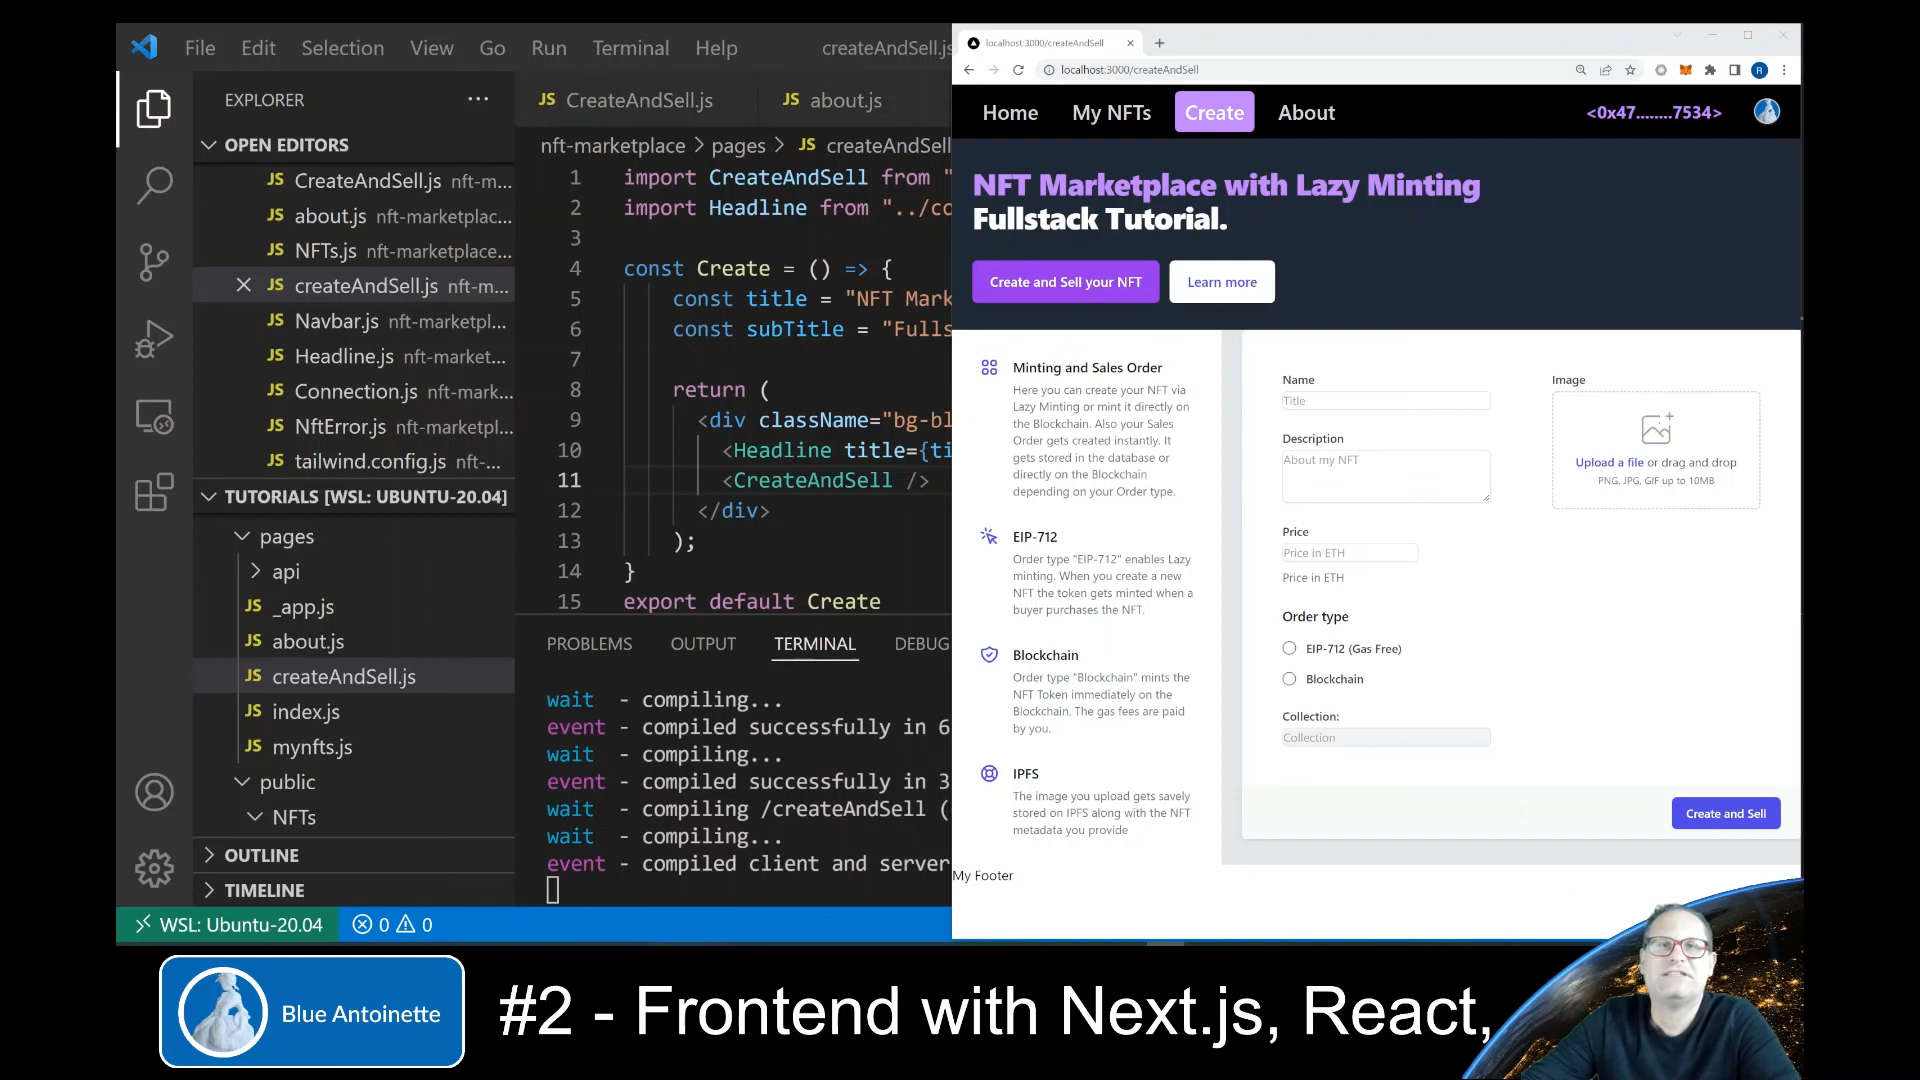 File Edit Selection View Go Run Terminal Help createAndSell.js
EXPLORER
OPEN EDITORS
JS CreateAndSell.js nft-m...
JS about.js nft-marketplac...
JS NFTs.js nft-marketplace...
JS createAndSell.js nft-m...
JS Navbar.js nft-marketpl...
JS Headline.js nft-market...
JS Connection.js nft-mark...
JS NftError.js nft-marketpl...
JS tailwind.config.js nft-...
TUTORIALS [WSL: UBUNTU-20.04]
pages
api
JS _app.js
JS about.js
JS createAndSell.js
JS index.js
JS mynfts.js
public
NFTs
OUTLINE
TIMELINE
WSL: Ubuntu-20.04 0 0
JS CreateAndSell.js JS about.js
nft-marketplace > pages > JS createAndSell
1 import CreateAndSell from "
2 import Headline from "../co
3
4 const Create = () => {
5 const title = "NFT Mark
6 const subTitle = "Fulls
7
8 return (
9 <div className="bg-bl
10 <Headline title={ti
11 <CreateAndSell />
12 </div>
13 );
14 }
15 export default Create
PROBLEMS OUTPUT TERMINAL DEBUG
wait - compiling...
event - compiled successfully in 6
wait - compiling...
event - compiled successfully in 3
wait - compiling /createAndSell (
wait - compiling...
event - compiled client and server
localhost:3000/createAndSell
localhost:3000/createAndSell
R
Home My NFTs Create About <0x47........7534>
NFT Marketplace with Lazy Minting
Fullstack Tutorial.
Create and Sell your NFT Learn more
Minting and Sales Order
Here you can create your NFT via
Lazy Minting or mint it directly on
the Blockchain. Also your Sales
Order gets created instantly. It
gets stored in the database or
directly on the Blockchain
depending on your Order type.
EIP-712
Order type "EIP-712" enables Lazy
minting. When you create a new
NFT the token gets minted when a
buyer purchases the NFT.
Blockchain
Order type "Blockchain" mints the
NFT Token immediately on the
Blockchain. The gas fees are paid
by you.
IPFS
The image you upload gets savely
stored on IPFS along with the NFT
metadata you provide
Name
Title
Description
About my NFT
Price
Price in ETH
Price in ETH
Order type
EIP-712 (Gas Free)
Blockchain
Collection:
Collection
Image
Upload a file or drag and drop
PNG, JPG, GIF up to 10MB
Create and Sell
My Footer
Blue Antoinette
#2 - Frontend with Next.js, React,